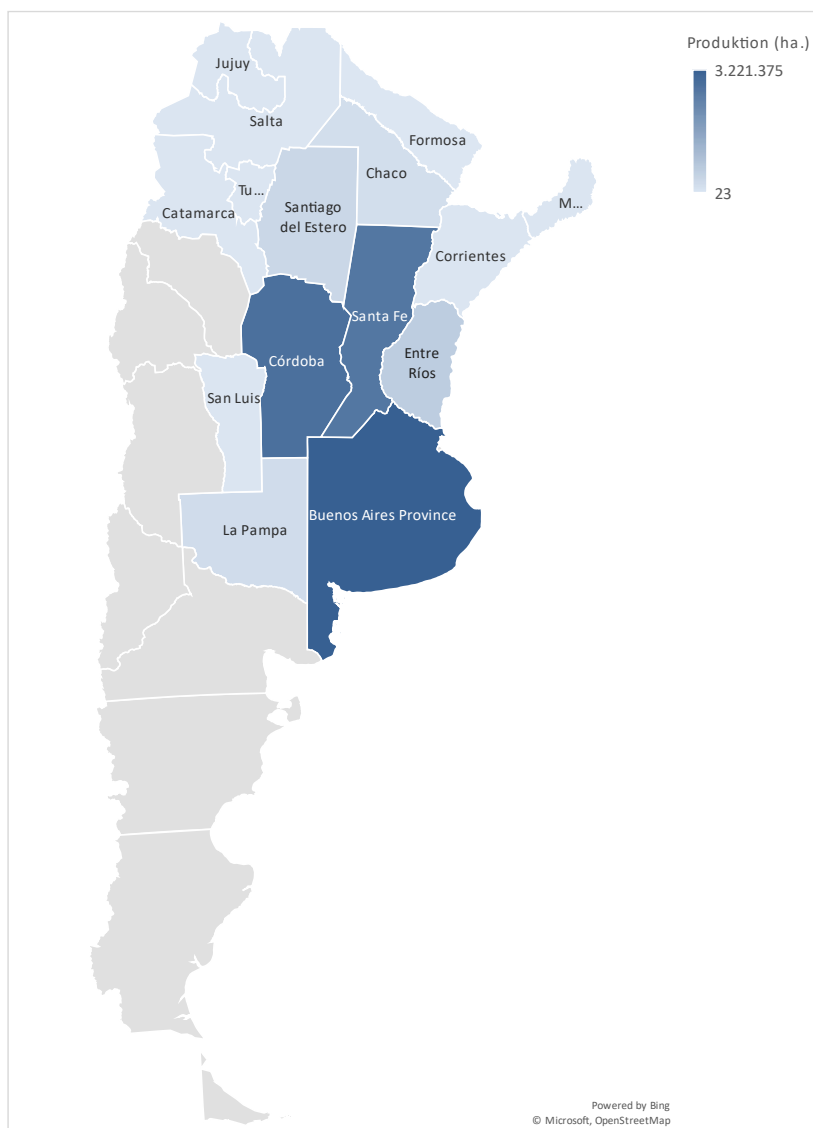 Produktion (ha.)
3.221.375
23
Jujuy
Salta
Formosa
Chaco
Tu...
M...
Catamarca
Santiago
del Estero
Corrientes
Santa Fe
Entre
Ríos
Córdoba
San Luis
Buenos Aires Province
La Pampa
Powered by Bing
© Microsoft, OpenStreetMap